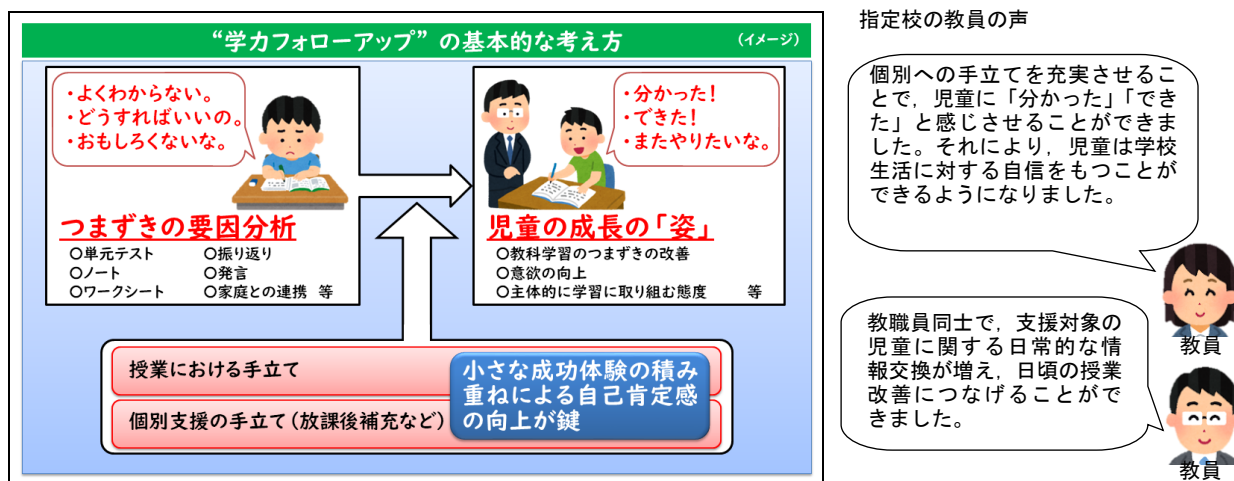 “学力フォローアップ”の基本的な考え方 (イメージ)
・よくわからない。
・どうすればいいの。
・おもしろくないな。
つまずきの要因分析
〇単元テスト 〇振り返り
〇ノート 〇発言
〇ワークシート 〇家庭との連携 等
・分かった!
・できた!
・またやりたいな。
児童の成長の「姿」
〇教科学習のつまずきの改善
〇意欲の向上
〇主体的に学習に取り組む態度 等
授業における手立て
個別支援の手立て(放課後補充など)
小さな成功体験の積み
重ねによる自己肯定感
の向上が鍵
指定校の教員の声
個別への手立てを充実させるこ
とで,児童に「分かった」「でき
た」と感じさせることができま
した。それにより,児童は学校
生活に対する自信をもつことが
できるようになりました。
教員
教職員同士で,支援対象の
児童に関する日常的な情
報交換が増え,日頃の授業
改善につなげることがで
きました。
教員